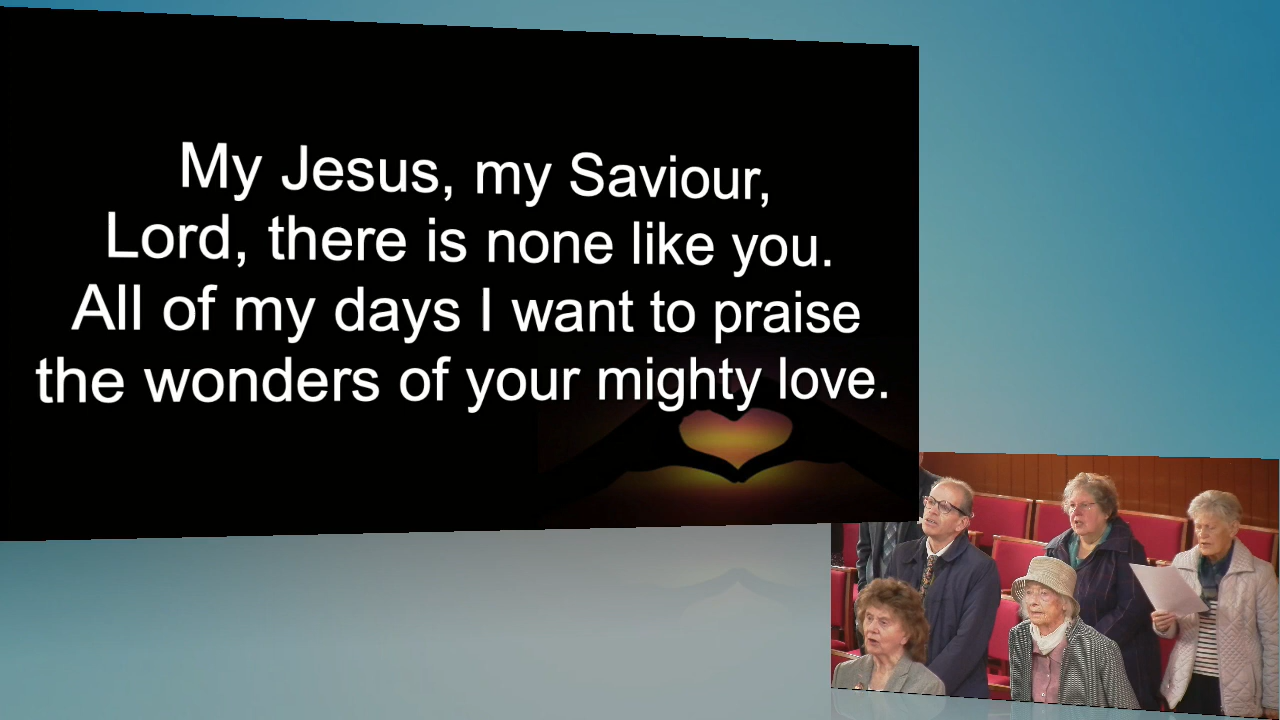 My Jesus, my Saviour,
Lord, there is none like you.
All of my days I want to praise
the wonders of your mighty love.